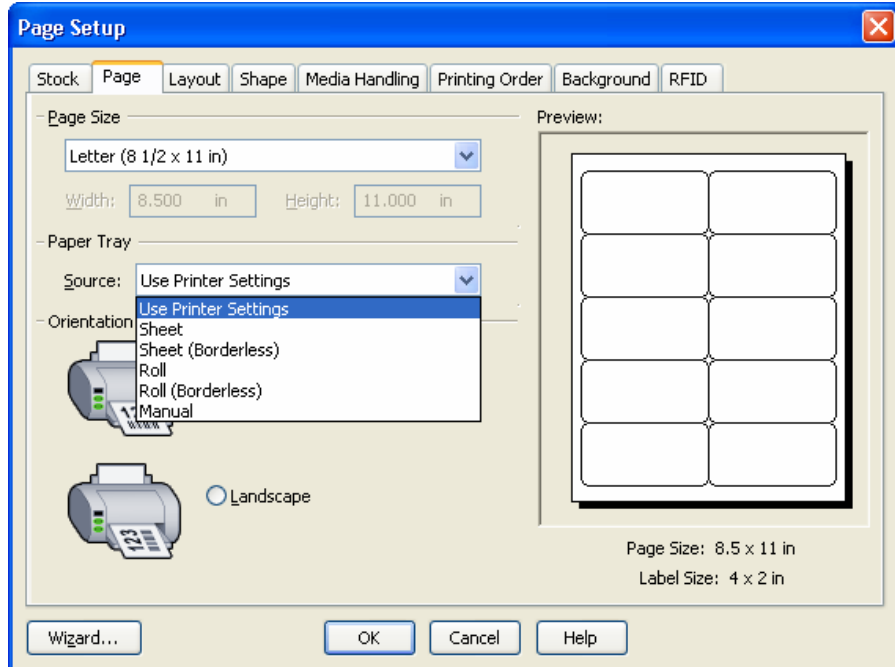 Page Setup
Stock Page Layout Shape Media Handling Printing Order Background RFID
Page Size
Letter (8 1/2 x 11 in)
Width: 8.500 in Height: 11.000 in
Paper Tray
Source: Use Printer Settings
Use Printer Settings
Sheet
Sheet (Borderless)
Roll
Roll (Borderless)
Manual
Orientation
Landscape
123
Preview:
Page Size: 8.5 x 11 in
Label Size: 4 x 2 in
Wizard... OK Cancel Help